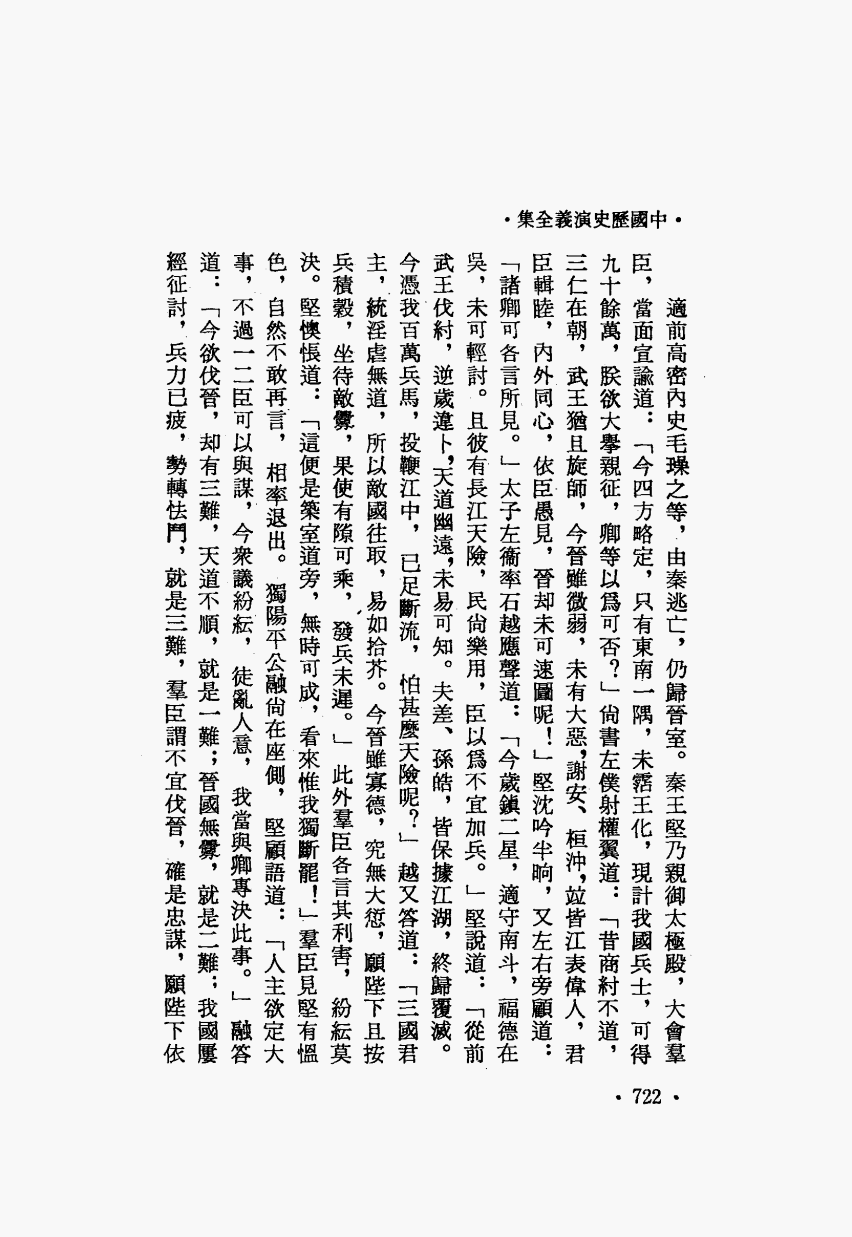 •中國歷史演義全集•
適前高密內史毛璪之等，由秦逃亡，仍歸晉室。秦王堅乃親御太極殿，大會羣
臣，當面宣諭道：「今四方略定，只有東南一隅，未霑王化，現計我國兵士，可得
九十餘萬，朕欲大舉親征，卿等以爲可否？」尙書左僕射權翼道：「昔商紂不道，
三仁在朝，武王猶且旋師，今晉雖微弱，未有大惡，謝安、桓沖，竝皆江表偉人，君
臣輯睦，內外同心，依臣愚見，晉却未可速圖呢！」堅沈吟半晌，又左右旁顧道：
「諸卿可各言所見。」太子左衞率石越應聲道：「今歲鎭二星，適守南斗，福德在
吳，未可輕討。且彼有長江天險，民尙樂用，臣以爲不宜加兵。」堅說道：「從前
武王伐紂，逆歲違卜，天道幽遠，未易可知。夫差、孫皓，皆保據江湖，終歸覆滅。
今憑我百萬兵馬，投鞭江中，已足斷流，怕甚麼天險呢？」越又答道：「三國君
主，統淫虐無道，所以敵國往取，易如拾芥。今晉雖寡德，究無大愆，願陛下且按
兵積穀，坐待敵釁，果使有隙可乘，發兵未遲。」此外羣臣各言其利害，紛紜莫
決。堅懊悵道：「這便是築室道旁，無時可成，看來惟我獨斷罷！」羣臣見堅有慍
色，自然不敢再言，相率退出。獨陽平公融尙在座側，堅顧語道：「人主欲定大
事，不過一二臣可以與謀，今衆議紛紜，徒亂人意，我當與卿專決此事。」融答
道：「今欲伐晉，却有三難，天道不順，就是一難；晉國無釁，就是二難；我國屢
經征討，兵力已疲，勢轉怯鬥，就是三難，羣臣謂不宜伐晉，確是忠謀，願陛下依
•722•